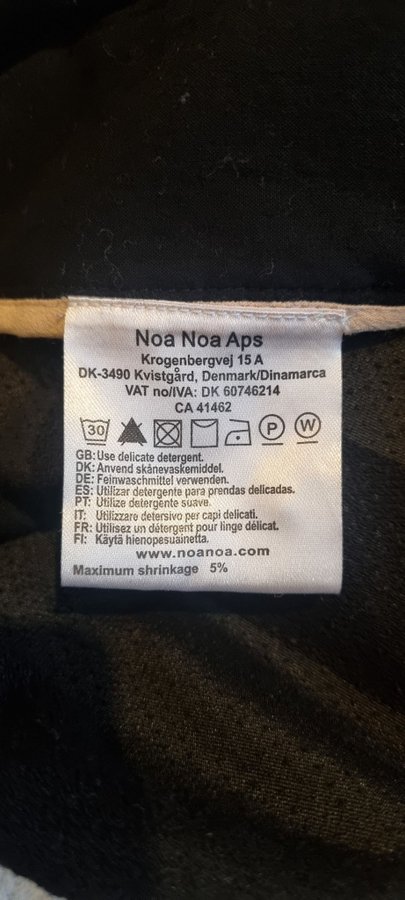 Noa Noa Aps
Krogenbergvej 15 A
DK-3490 Kvistgård, Denmark/Dinamarca
VAT no/IVA: DK 60746214
CA 41462
30 P W
GB: Use delicate detergent.
DK: Anvend skånevaskemiddel.
DE: Feinwaschmittel verwenden.
ES: Utilizar detergente para prendas delicadas.
PT: Utilize detergente suave.
IT: Utilizzare detersivo per capi delicati.
FR: Utilisez un détergent pour linge délicat.
FI: Käytä hienopesuainetta.
www.noanoa.com
Maximum shrinkage 5%